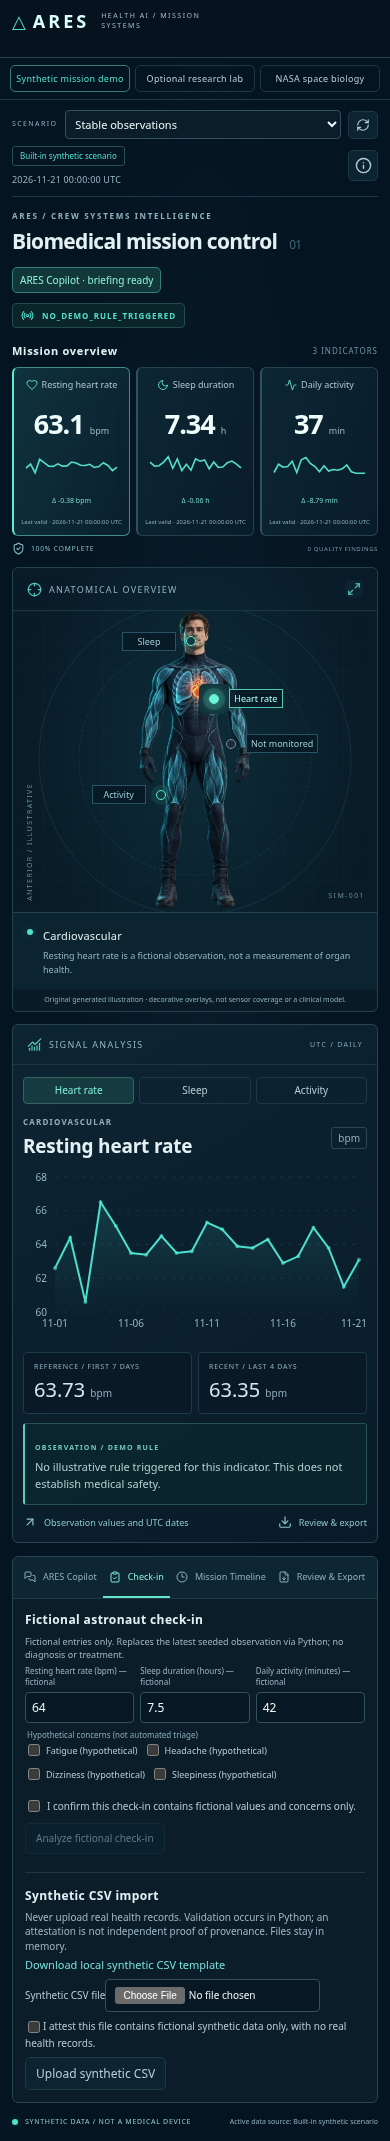 △ ARES HEALTH AI / MISSION
SYSTEMS
Synthetic mission demo Optional research lab NASA space biology
SCENARIO Stable observations
Built-in synthetic scenario
2026-11-21 00:00:00 UTC
ARES / CREW SYSTEMS INTELLIGENCE
Biomedical mission control 01
ARES Copilot · briefing ready
NO_DEMO_RULE_TRIGGERED
Mission overview 3 INDICATORS
Resting heart rate Sleep duration Daily activity
63.1 bpm 7.34 h 37 min
Δ -0.38 bpm Δ -0.06 h Δ -8.79 min
Last valid · 2026-11-21 00:00:00 UTC Last valid · 2026-11-21 00:00:00 UTC Last valid · 2026-11-21 00:00:00 UTC
100% COMPLETE 0 QUALITY FINDINGS
ANATOMICAL OVERVIEW
Sleep
Heart rate
Not monitored
Activity
ANTERIOR / ILLUSTRATIVE
SIM-001
Cardiovascular
Resting heart rate is a fictional observation, not a measurement of organ
health.
Original generated illustration · decorative overlays, not sensor coverage or a clinical model.
SIGNAL ANALYSIS UTC / DAILY
Heart rate Sleep Activity
CARDIOVASCULAR
Resting heart rate bpm
68
66
64
62
60
11-01 11-06 11-11 11-16 11-21
REFERENCE / FIRST 7 DAYS RECENT / LAST 4 DAYS
63.73 bpm 63.35 bpm
OBSERVATION / DEMO RULE
No illustrative rule triggered for this indicator. This does not
establish medical safety.
Observation values and UTC dates Review & export
ARES Copilot Check-in Mission Timeline Review & Export
Fictional astronaut check-in
Fictional entries only. Replaces the latest seeded observation via Python; no
diagnosis or treatment.
Resting heart rate (bpm) — Sleep duration (hours) — Daily activity (minutes) —
fictional fictional fictional
64 7.5 42
Hypothetical concerns (not automated triage)
Fatigue (hypothetical) Headache (hypothetical)
Dizziness (hypothetical) Sleepiness (hypothetical)
I confirm this check-in contains fictional values and concerns only.
Analyze fictional check-in
Synthetic CSV import
Never upload real health records. Validation occurs in Python; an
attestation is not independent proof of provenance. Files stay in
memory.
Download local synthetic CSV template
Synthetic CSV file Choose File No file chosen
I attest this file contains fictional synthetic data only, with no real
health records.
Upload synthetic CSV
SYNTHETIC DATA / NOT A MEDICAL DEVICE Active data source: Built-in synthetic scenario